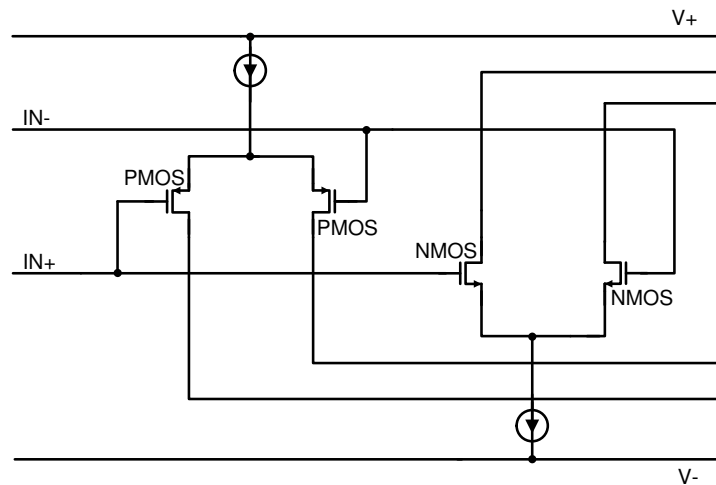 V+
IN-
PMOS
PMOS
NMOS
IN+
NMOS
V-